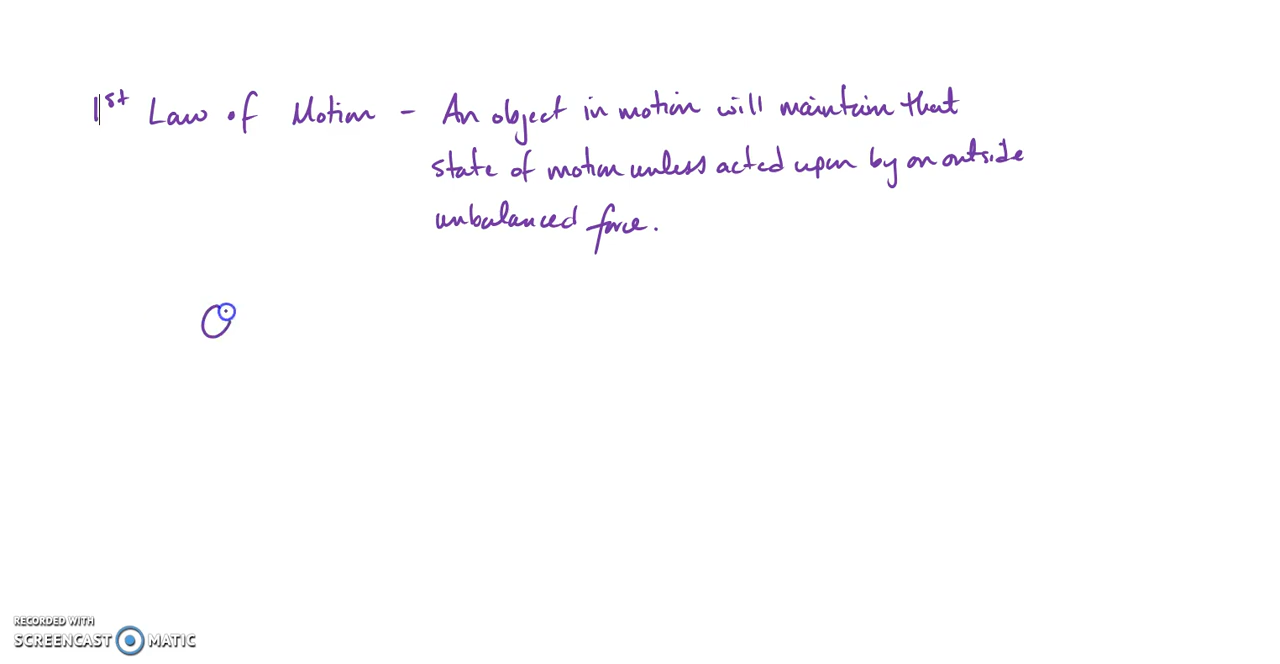 1st Law of Motion - An object in motion will maintain that
state of motion unless acted upon by an outside
unbalanced force.
RECORDED WITH
SCREENCAST MATIC